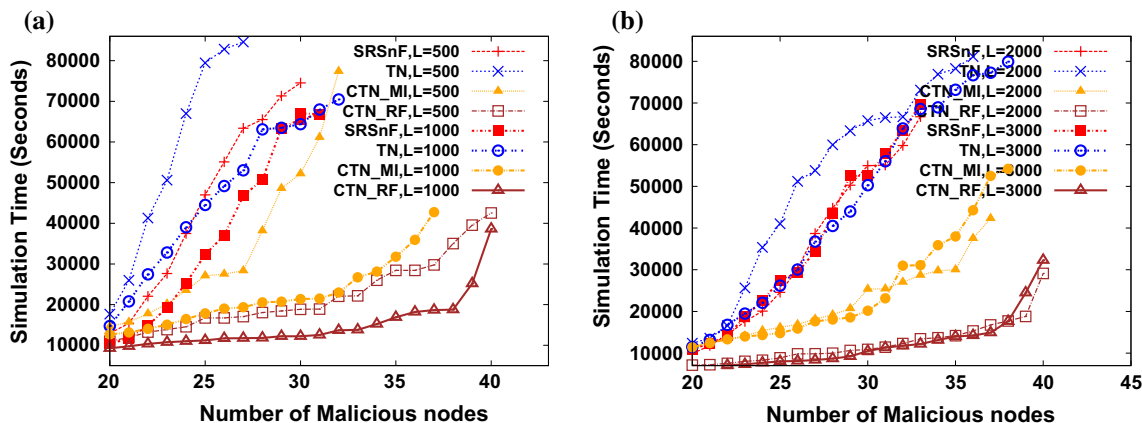 (a)
Simulation Time (Seconds)
80000
70000
60000
50000
40000
30000
20000
10000
20
25
30
35
40
Number of Malicious nodes
SRSnF,L=500
TN,L=500
CTN_MI,L=500
CTN_RF,L=500
SRSnF,L=1000
TN,L=1000
CTN_MI,L=1000
CTN_RF,L=1000
(b)
Simulation Time (Seconds)
80000
70000
60000
50000
40000
30000
20000
10000
20
25
30
35
40
45
Number of Malicious nodes
SRSnF,L=2000
TN,L=2000
CTN_MI,L=2000
CTN_RF,L=2000
SRSnF,L=3000
TN,L=3000
CTN_MI,L=3000
CTN_RF,L=3000